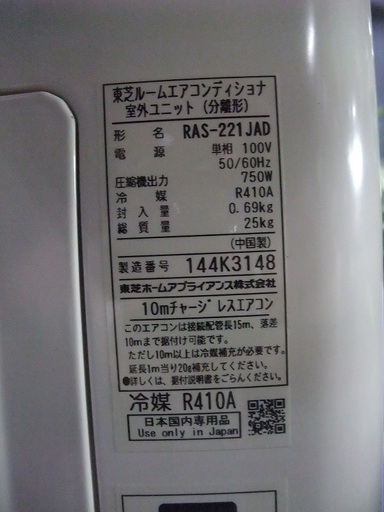 東芝ルームエアコンディショナ
室外ユニット（分離形）
形　名　RAS-221JAD
電　源　単相 100V
50/60Hz
圧縮機出力　750W
冷　媒　R410A
封 入 量　0.69kg
総 質 量　25kg
（中国製）
製造番号　144K3148
東芝ホームアプライアンス株式会社
10mチャージレスエアコン
このエアコンは接続配管長15m、落差
10mまで据付け可能です。
ただし10m以上は冷媒補充が必要です。
延長1m当り20g補充してください。
●詳しくは、据付説明書をごらんください。
冷媒 R410A
日本国内専用品
Use only in Japan